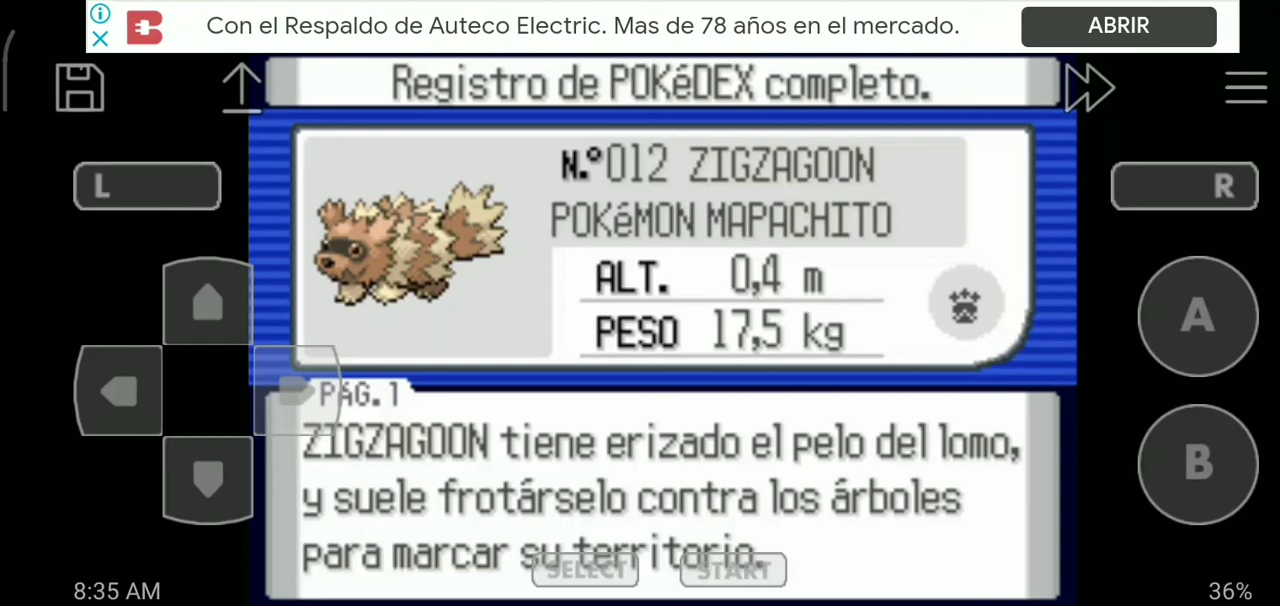 Con el Respaldo de Auteco Electric. Mas de 78 años en el mercado.
ABRIR
Registro de POKéDEX completo.
L
R
N.º012 ZIGZAGOON
POKéMON MAPACHITO
ALT. 0,4 m
PESO 17,5 kg
A
PÁG.1
ZIGZAGOON tiene erizado el pelo del lomo,
B
y suele frotárselo contra los árboles
para marcar su territorio.
SELECT
START
8:35 AM
36%